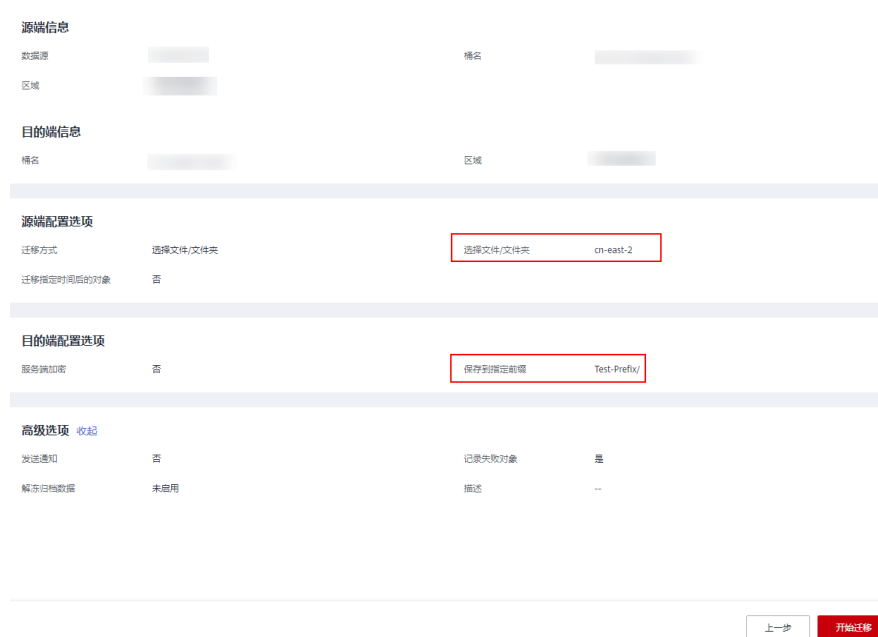 源端信息
数据源 桶名
区域
目的端信息
桶名 区域
源端配置选项
迁移方式 选择文件/文件夹 选择文件/文件夹 cn-east-2
迁移指定时间后的对象 否
目的端配置选项
服务端加密 否 保存到指定前缀 Test-Prefix/
高级选项 收起
发送通知 否 记录失败对象 是
解冻归档数据 未启用 描述 --
上一步 开始迁移